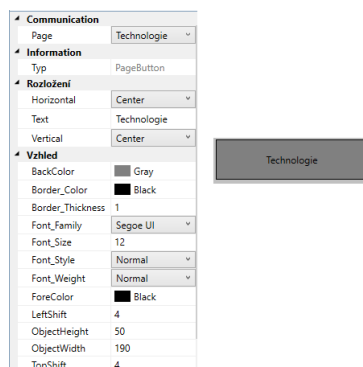 Communication
Page Technologie
Information
Typ PageButton
Rozložení
Horizontal Center
Text Technologie
Vertical Center
Vzhled
BackColor Gray
Border_Color Black
Border_Thickness 1
Font_Family Segoe UI
Font_Size 12
Font_Style Normal
Font_Weight Normal
ForeColor Black
LeftShift 4
ObjectHeight 50
ObjectWidth 190
TopShift 4
Technologie